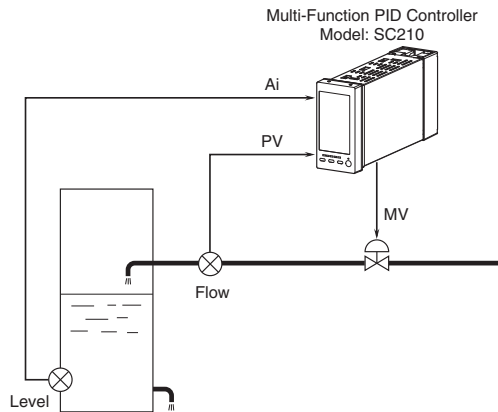 Multi-Function PID Controller
Model: SC210
Ai
PV
MV
Flow
Level